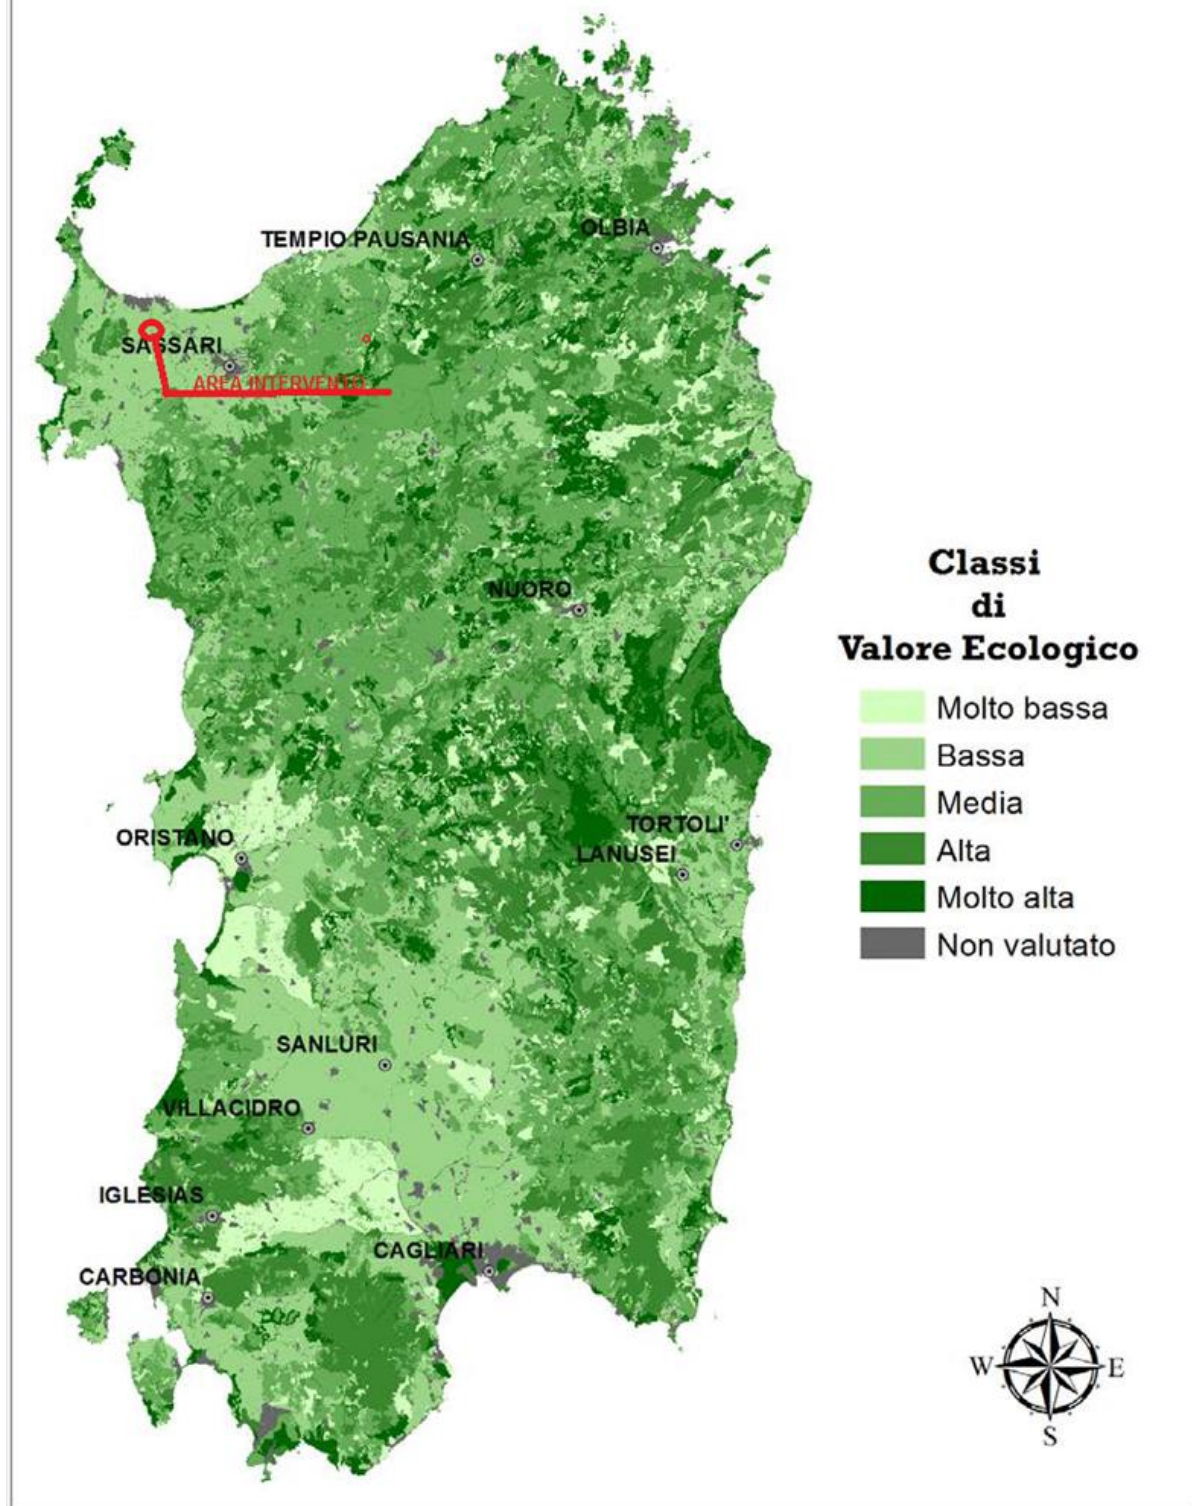 TEMPIO PAUSANIA
OLBIA
SASSARI
AREA INTERVENTO
NUORO
Classi
di
Valore Ecologico
Molto bassa
Bassa
Media
Alta
Molto alta
Non valutato
ORISTANO
TORTOLI'
LANUSEI
SANLURI
VILLACIDRO
IGLESIAS
CAGLIARI
CARBONIA
N
W
E
S